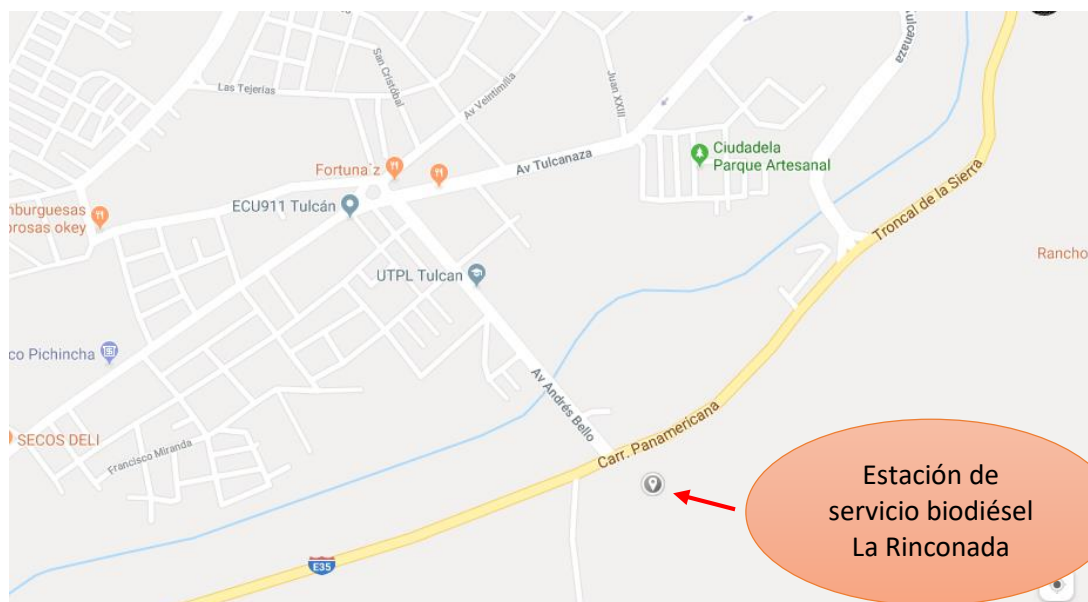 Tulcanaza
San Cristóbal
Las Tejerías
Av Veintimilla
Juan XXIII
Fortuna´z
Av Tulcanaza
Ciudadela
Parque Artesanal
ECU911 Tulcán
nburguesas
orosas okey
Troncal de la Sierra
Rancho
UTPL Tulcan
co Pichincha
Av Andrés Bello
SECOS DELI
Francisco Miranda
Carr. Panamericana
E35
Estación de
servicio biodiésel
La Rinconada